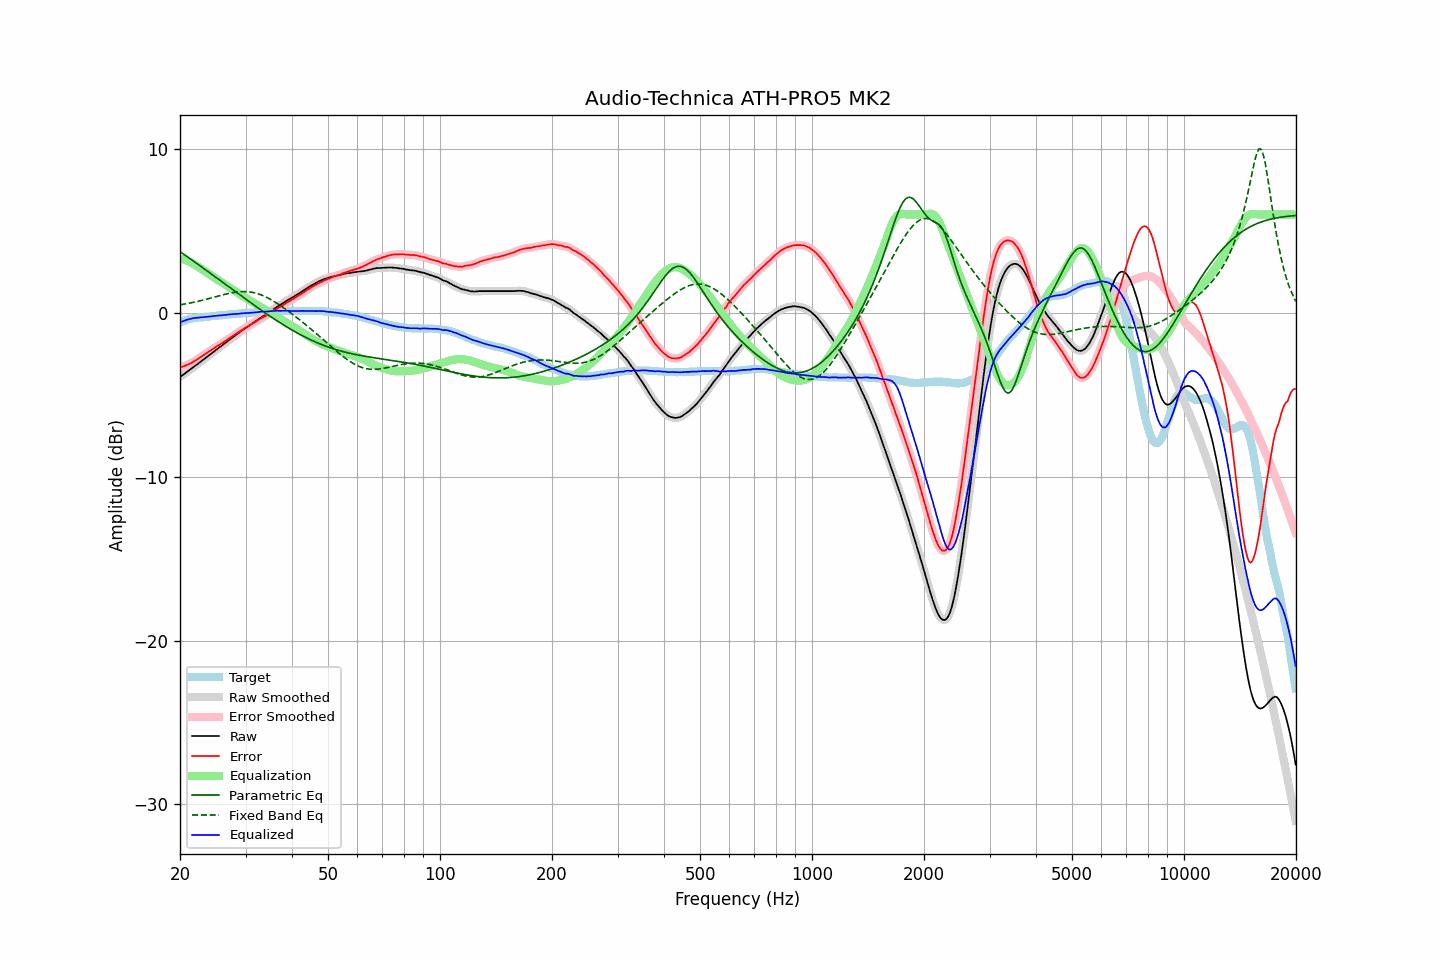 Audio-Technica ATH-PRO5 MK2
Amplitude (dBr)
10
0
−10
−20
−30
Target
Raw Smoothed
Error Smoothed
Raw
Error
Equalization
Parametric Eq
Fixed Band Eq
Equalized
20 50 100 200 500 1000 2000 5000 10000 20000
Frequency (Hz)